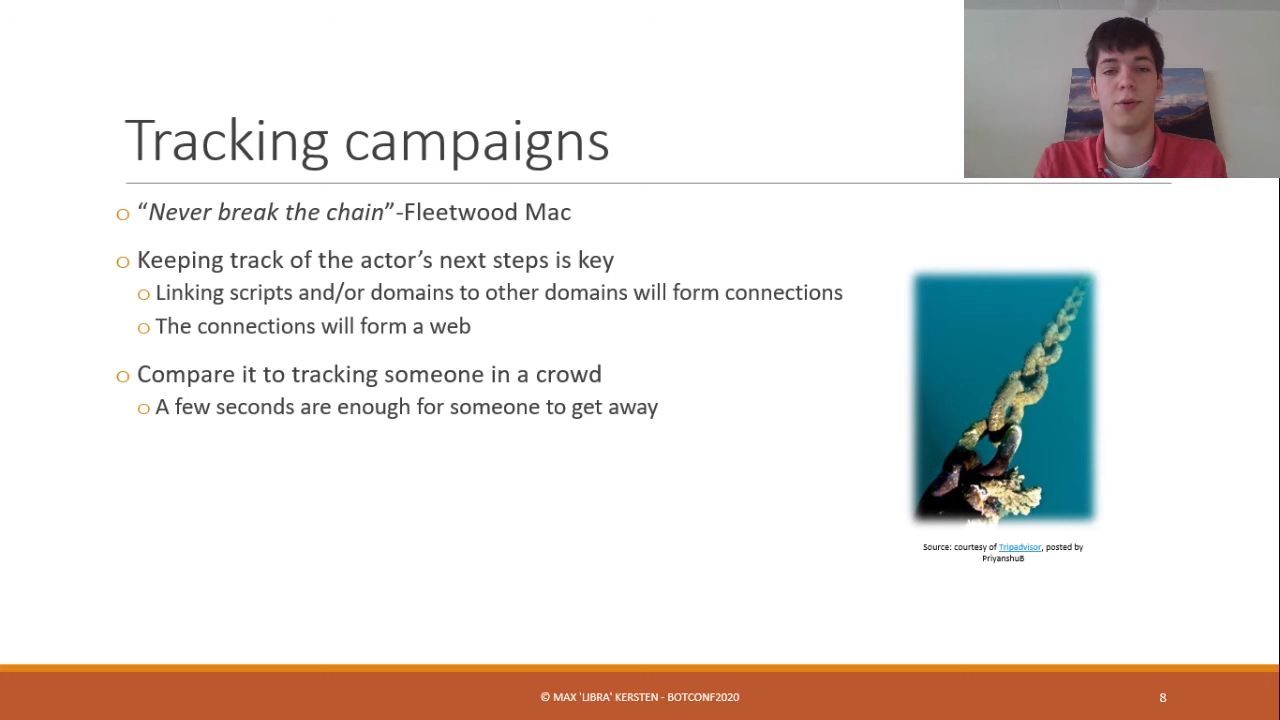 Tracking campaigns
o “Never break the chain”-Fleetwood Mac
o Keeping track of the actor’s next steps is key
o Linking scripts and/or domains to other domains will form connections
o The connections will form a web
o Compare it to tracking someone in a crowd
o A few seconds are enough for someone to get away
Source: courtesy of Tripadvisor, posted by
PriyanshuB
© MAX 'LIBRA' KERSTEN - BOTCONF2020
8